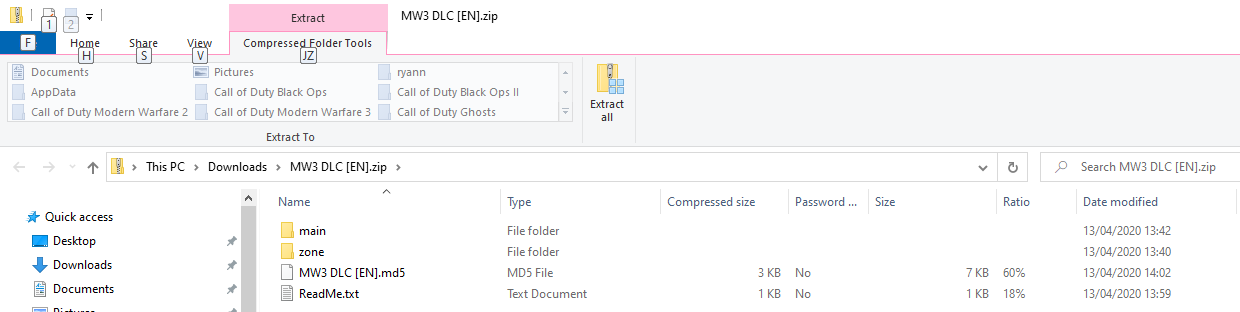 Extract MW3 DLC [EN].zip
1 2
F Home Share View Compressed Folder Tools
H S V JZ
Documents Pictures ryann
AppData Call of Duty Black Ops Call of Duty Black Ops II
Call of Duty Modern Warfare 2 Call of Duty Modern Warfare 3 Call of Duty Ghosts
Extract
all
Extract To
This PC > Downloads > MW3 DLC [EN].zip > Search MW3 DLC [EN].zip
Name Type Compressed size Password ... Size Ratio Date modified
Quick access
Desktop
Downloads
Documents
main File folder 13/04/2020 13:42
zone File folder 13/04/2020 13:40
MW3 DLC [EN].md5 MD5 File 3 KB No 7 KB 60% 13/04/2020 14:02
ReadMe.txt Text Document 1 KB No 1 KB 18% 13/04/2020 13:59